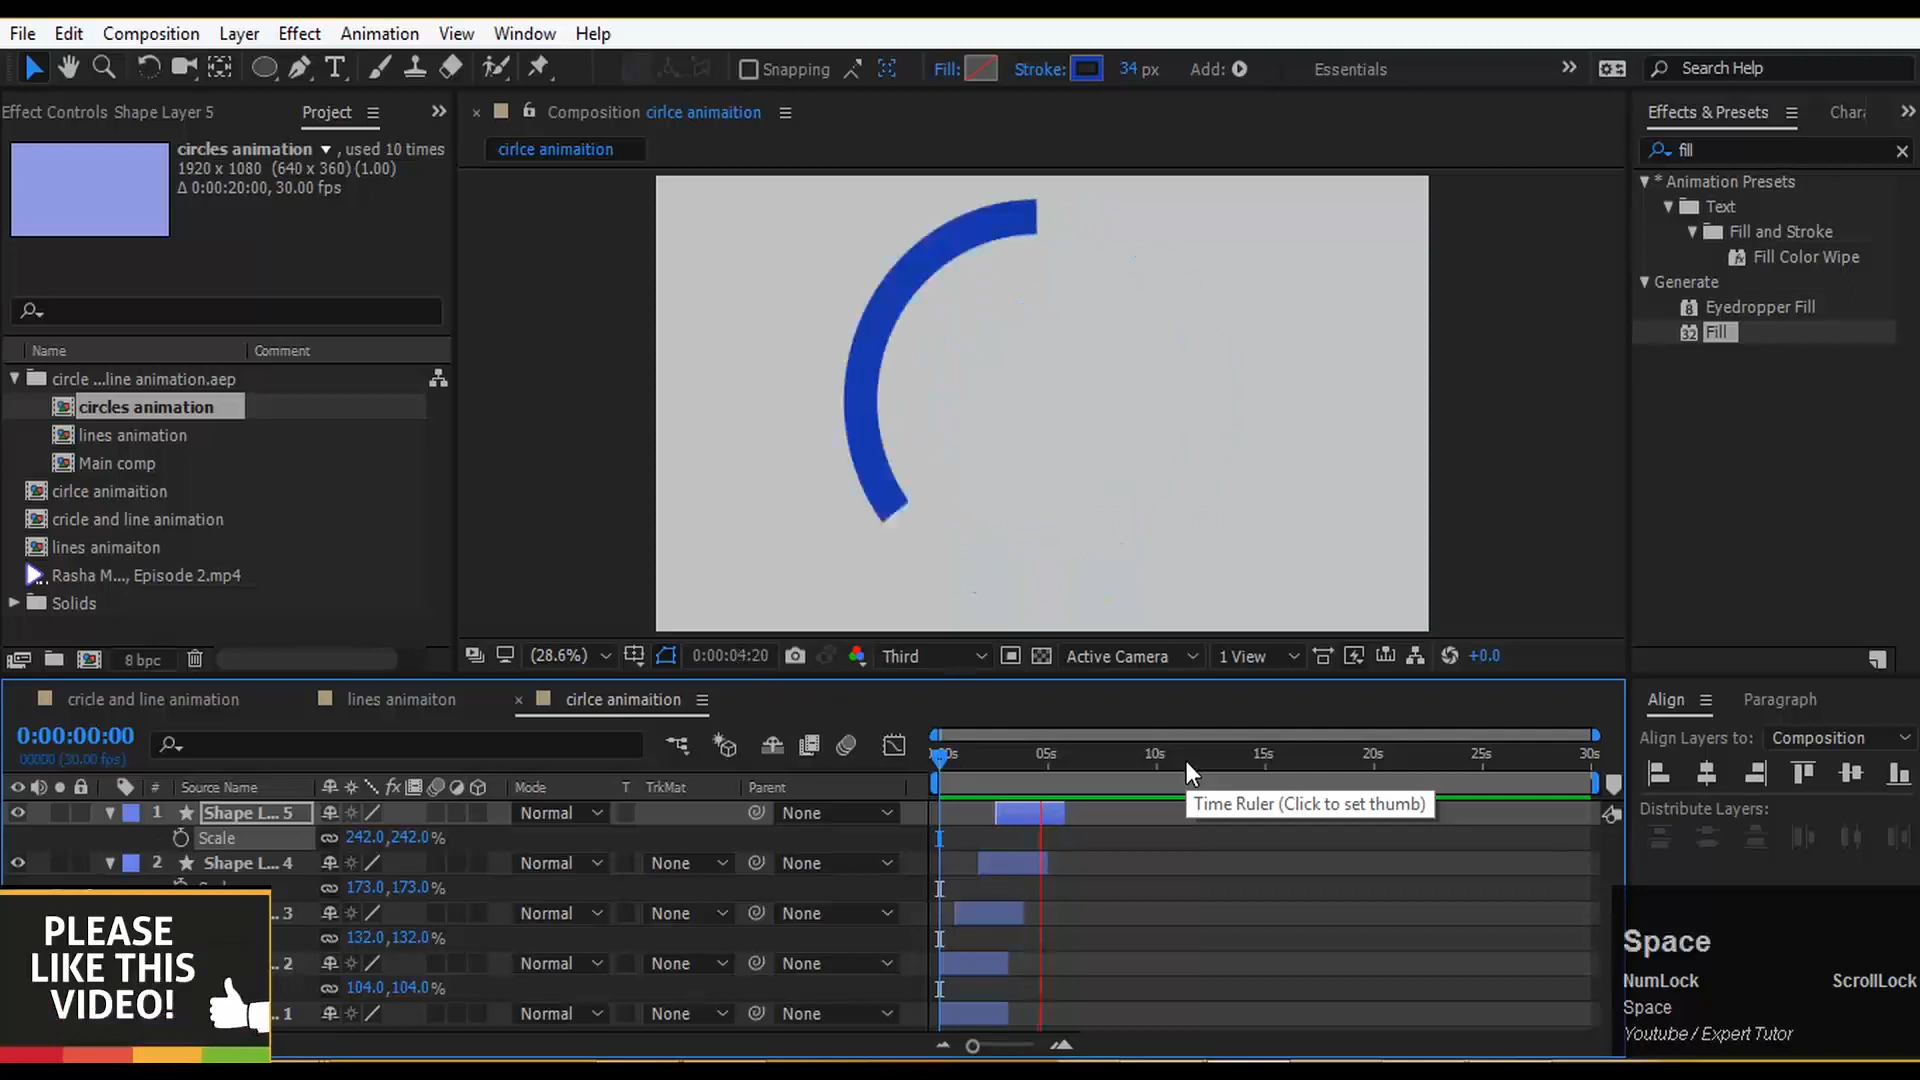 File Edit Composition Layer Effect Animation View Window Help
Snapping Fill: Stroke: 34 px Add: Essentials Search Help
Effect Controls Shape Layer 5 Project
circles animation , used 10 times
1920 x 1080 (640 x 360) (1.00)
Δ 0:00:20:00, 30.00 fps
Name Comment
circle ...line animation.aep
circles animation
lines animation
Main comp
cirlce animaition
cricle and line animation
lines animaiton
Rasha M..., Episode 2.mp4
Solids
8 bpc
Composition cirlce animaition
cirlce animaition
(28.6%) 0:00:04:20 Third Active Camera 1 View +0.0
Effects & Presets
fill
* Animation Presets
Text
Fill and Stroke
Fill Color Wipe
Generate
Eyedropper Fill
32 Fill
cricle and line animation lines animaiton cirlce animaition
0:00:00:00
00000 (30.00 fps)
05s 10s 15s 20s 25s 30s
# Source Name Mode T TrkMat Parent
1 Shape L... 5 Normal None
Scale 242.0,242.0%
2 Shape L... 4 Normal None None
173.0,173.0%
... 3 Normal None None
132.0,132.0%
... 2 Normal None None
104.0,104.0%
... 1 Normal None None
Time Ruler (Click to set thumb)
Align Paragraph
Align Layers to: Composition
Distribute Layers:
PLEASE
LIKE THIS
VIDEO!
Space
NumLock ScrollLock
Space
Youtube / Expert Tutor